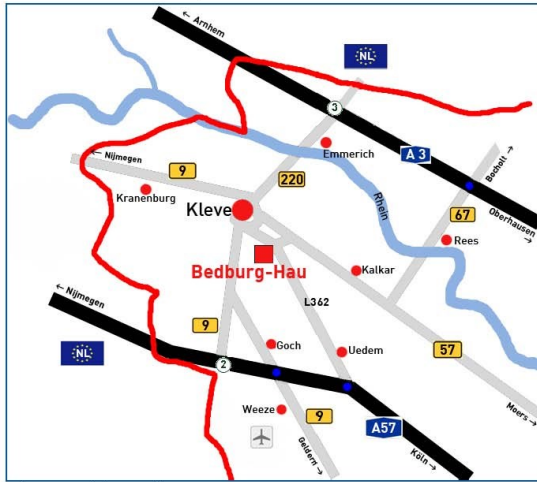 ← Arnhem
NL
3
Emmerich
A 3
Bocholt →
← Nijmegen
9
220
Kranenburg
Kleve
Rhein
67
Oberhausen →
Rees
Bedburg-Hau
Kalkar
← Nijmegen
L362
9
NL
Goch
Uedem
57
2
Weeze
9
Moers →
A57
Geldern →
Köln →